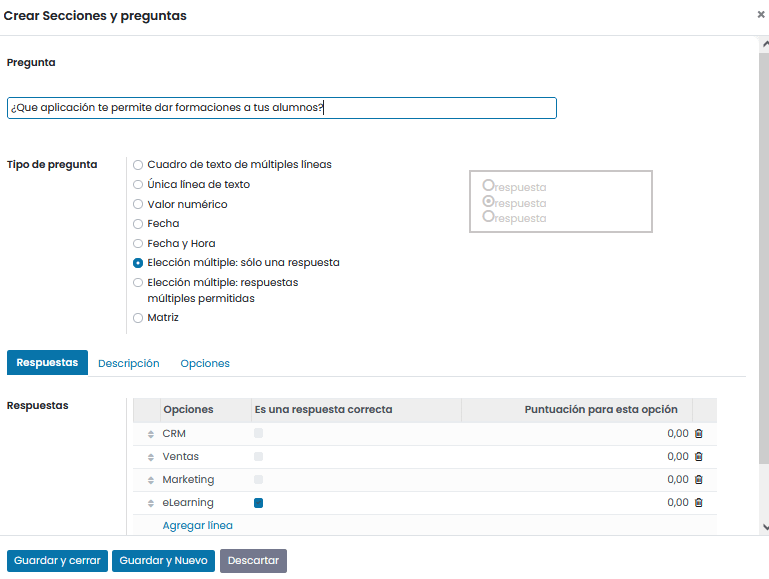 Crear Secciones y preguntas
×
Pregunta
¿Que aplicación te permite dar formaciones a tus alumnos?
Tipo de pregunta
Cuadro de texto de múltiples líneas
Única línea de texto
Valor numérico
Fecha
Fecha y Hora
Elección múltiple: sólo una respuesta
Elección múltiple: respuestas
múltiples permitidas
Matriz
respuesta
respuesta
respuesta
Respuestas Descripción Opciones
Respuestas
Opciones Es una respuesta correcta Puntuación para esta opción
CRM 0,00
Ventas 0,00
Marketing 0,00
eLearning 0,00
Agregar línea
Guardar y cerrar Guardar y Nuevo Descartar